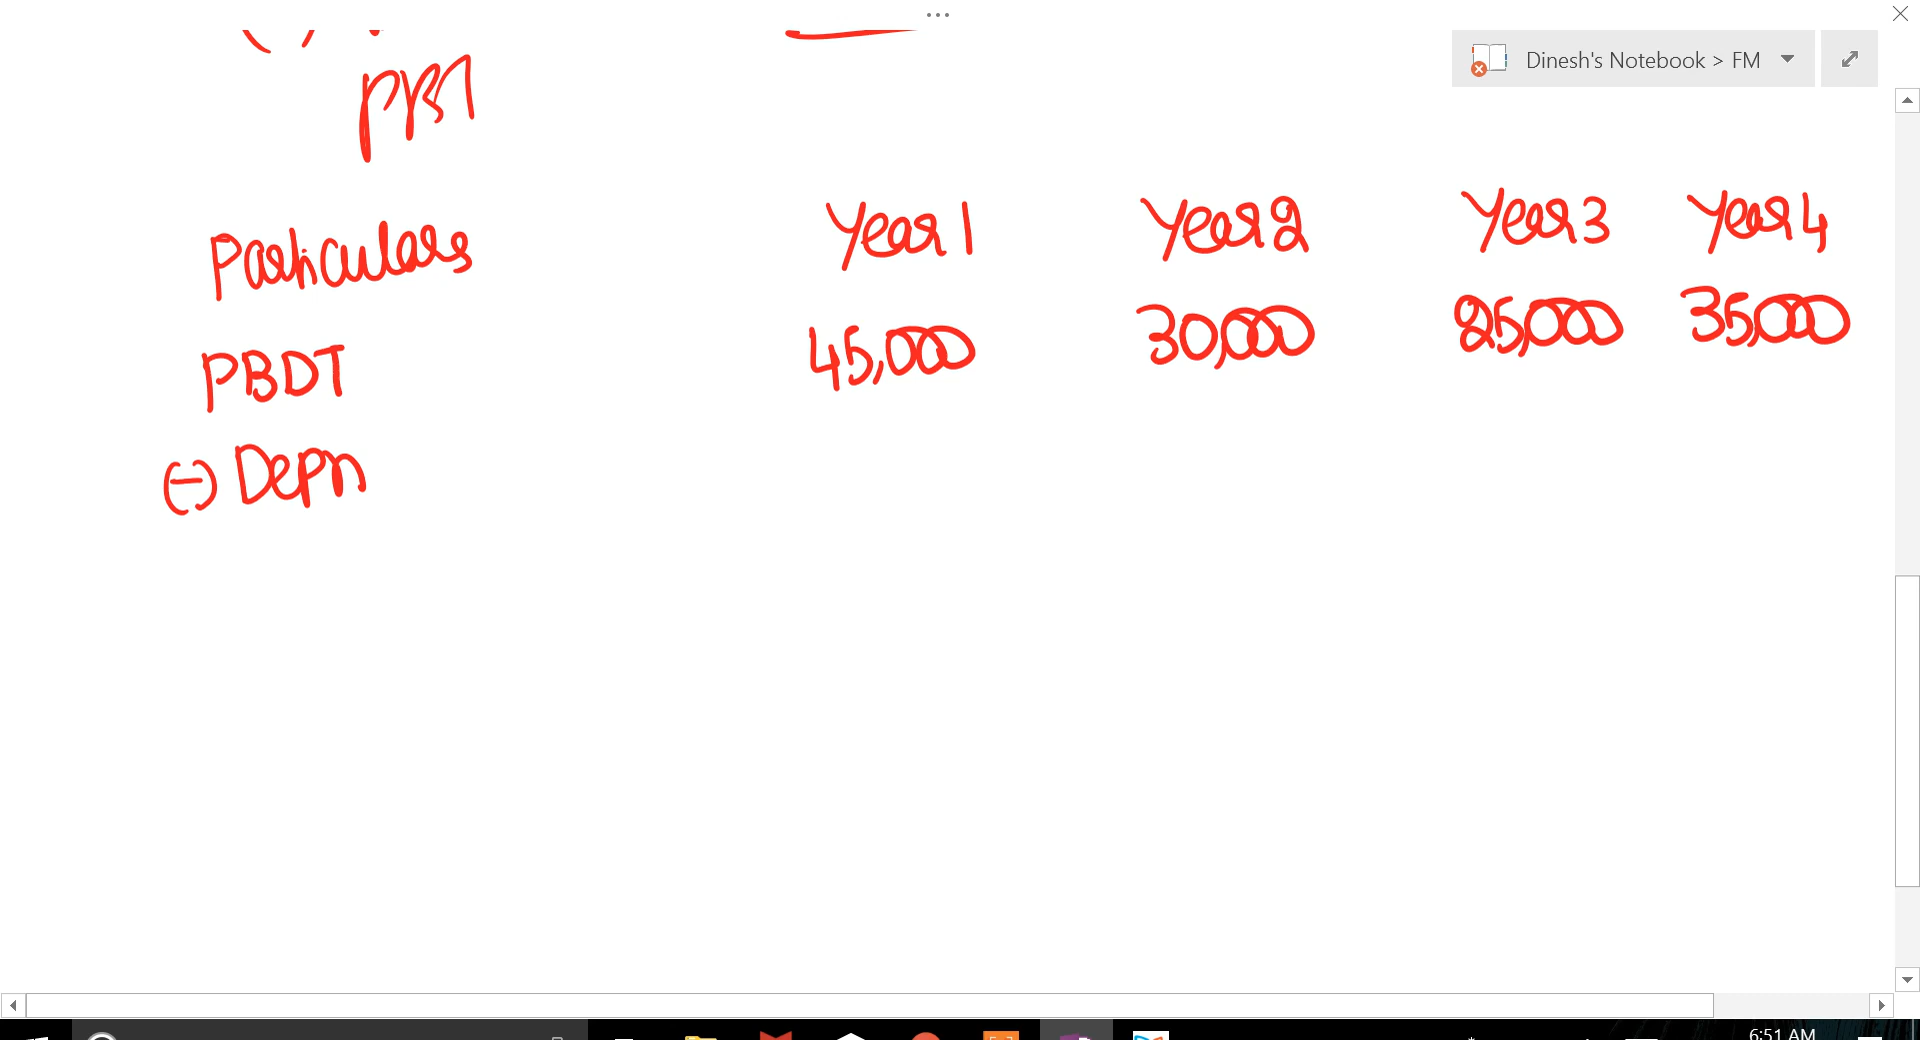 Dinesh's Notebook > FM
PBT
Particulars Year 1 Year 2 Year 3 Year 4
PBDT 45,000 30,000 25,000 35,000
(-) Depn
6:51 AM